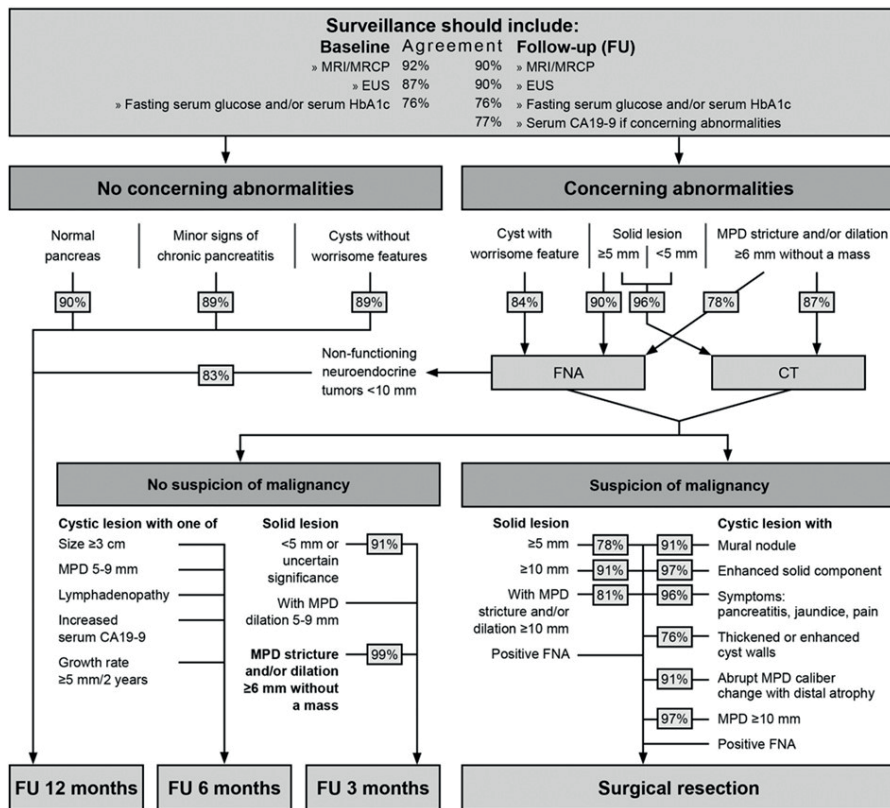 Surveillance should include:
Baseline Agreement Follow-up (FU)
» MRI/MRCP 92% 90% » MRI/MRCP
» EUS 87% 90% » EUS
» Fasting serum glucose and/or serum HbA1c 76% 76% » Fasting serum glucose and/or serum HbA1c
77% » Serum CA19-9 if concerning abnormalities
No concerning abnormalities
Concerning abnormalities
Normal
pancreas
Minor signs of
chronic pancreatitis
Cysts without
worrisome features
Cyst with
worrisome feature
Solid lesion
≥5 mm <5 mm
MPD stricture and/or dilation
≥6 mm without a mass
90% 89% 89% 84% 90% 96% 78% 87%
83%
Non-functioning
neuroendocrine
tumors <10 mm
FNA
CT
No suspicion of malignancy
Suspicion of malignancy
Cystic lesion with one of
Size ≥3 cm
MPD 5-9 mm
Lymphadenopathy
Increased
serum CA19-9
Growth rate
≥5 mm/2 years
Solid lesion
<5 mm or
uncertain
significance
91%
With MPD
dilation 5-9 mm
MPD stricture
and/or dilation
≥6 mm without
a mass
99%
Solid lesion
≥5 mm 78%
≥10 mm 91%
With MPD
stricture and/or
dilation ≥10 mm
81%
Positive FNA
Cystic lesion with
91% Mural nodule
97% Enhanced solid component
96% Symptoms:
pancreatitis, jaundice, pain
76% Thickened or enhanced
cyst walls
91% Abrupt MPD caliber
change with distal atrophy
97% MPD ≥10 mm
Positive FNA
FU 12 months
FU 6 months
FU 3 months
Surgical resection